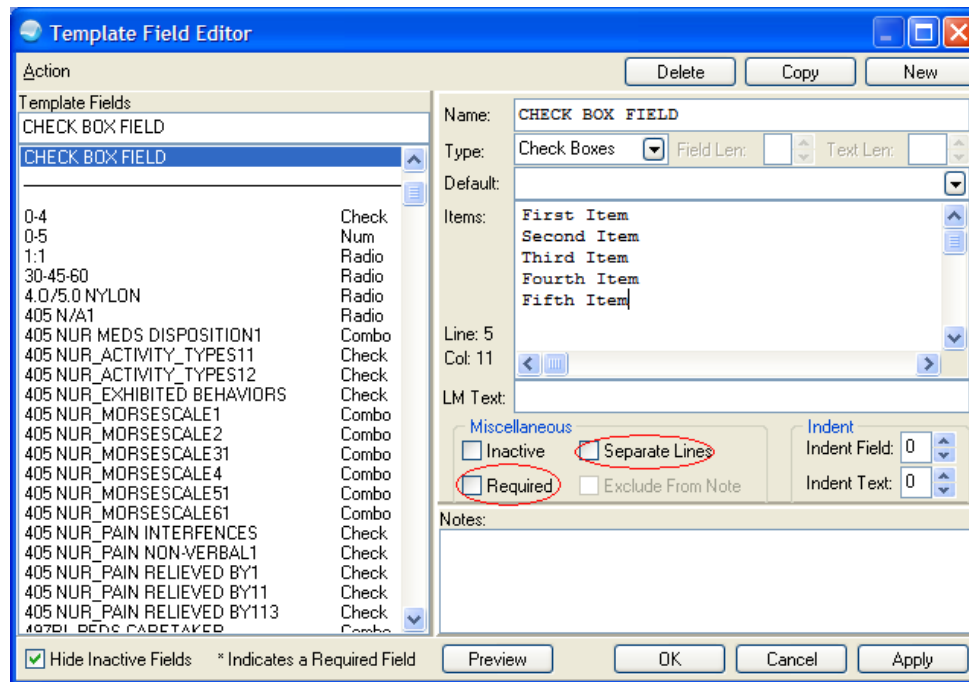 Template Field Editor
Action
Delete Copy New
Template Fields
CHECK BOX FIELD
CHECK BOX FIELD
0-4 Check
0-5 Num
1:1 Radio
30-45-60 Radio
4.0/5.0 NYLON Radio
405 N/A1 Radio
405 NUR MEDS DISPOSITION1 Combo
405 NUR_ACTIVITY_TYPES11 Check
405 NUR_ACTIVITY_TYPES12 Check
405 NUR_EXHIBITED BEHAVIORS Check
405 NUR_MORSESCALE1 Combo
405 NUR_MORSESCALE2 Combo
405 NUR_MORSESCALE31 Combo
405 NUR_MORSESCALE4 Combo
405 NUR_MORSESCALE51 Combo
405 NUR_MORSESCALE61 Combo
405 NUR_PAIN INTERFENCES Check
405 NUR_PAIN NON-VERBAL1 Check
405 NUR_PAIN RELIEVED BY1 Check
405 NUR_PAIN RELIEVED BY11 Check
405 NUR_PAIN RELIEVED BY113 Check
Name: CHECK BOX FIELD
Type: Check Boxes Field Len: Text Len:
Default:
Items: First Item
Second Item
Third Item
Fourth Item
Fifth Item
Line: 5
Col: 11
LM Text:
Miscellaneous
Inactive Separate Lines
Required Exclude From Note
Indent
Indent Field: 0
Indent Text: 0
Notes:
Hide Inactive Fields * Indicates a Required Field Preview OK Cancel Apply